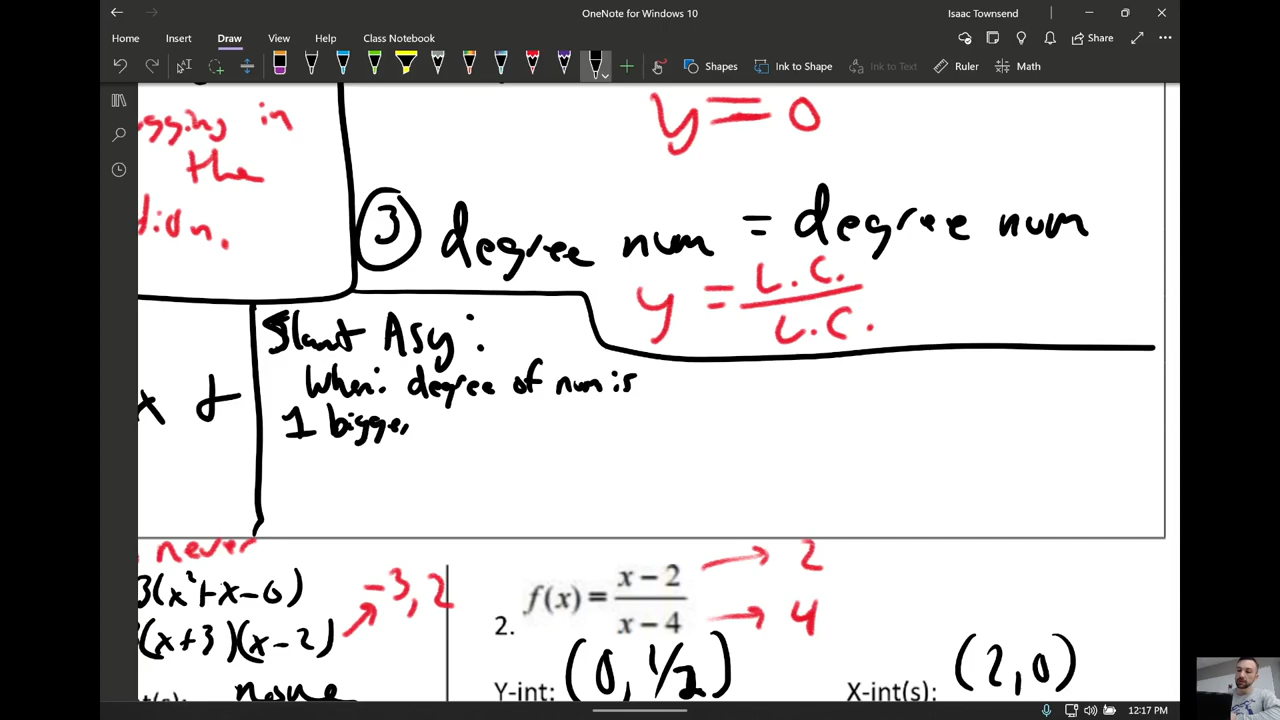 OneNote for Windows 10
Isaac Townsend
Home Insert Draw View Help Class Notebook
Share
Shapes Ink to Shape Ink to Text Ruler Math
y = 0
gging in
the
③ degree num = degree num
y = L.C. / L.C.
Slant Asy:
When: degree of num is
1 bigger
x &
never
3(x²+x-6)
(x+3)(x-2)
-3, 2
none
2. f(x) = x - 2 / x - 4
→ 2
→ 4
Y-int: (0, 1/2)
X-int(s): (2,0)
12:17 PM